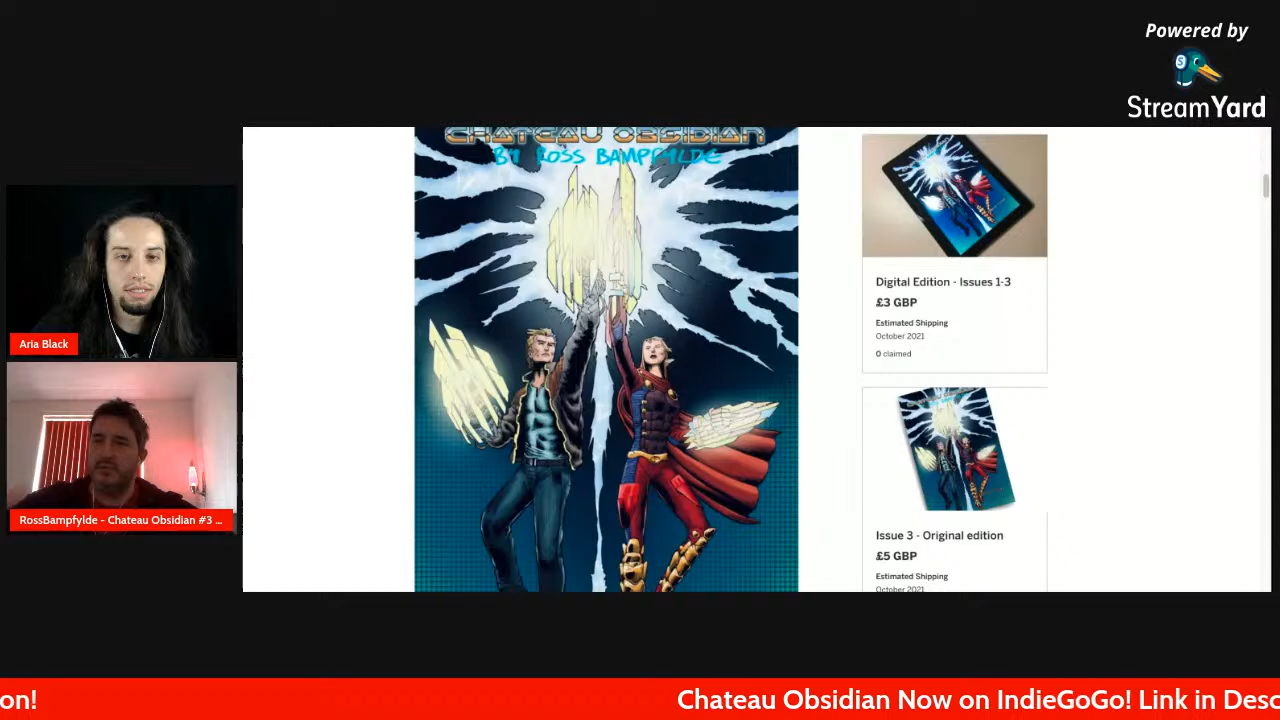 Powered by
StreamYard
CHATEAU OBSIDIAN
BY ROSS BAMPFYLDE
Digital Edition - Issues 1-3
£3 GBP
Estimated Shipping
October 2021
0 claimed
Aria Black
RossBampfylde - Chateau Obsidian #3 ...
Issue 3 - Original edition
£5 GBP
Estimated Shipping
October 2021
on!
Chateau Obsidian Now on IndieGoGo! Link in Desc